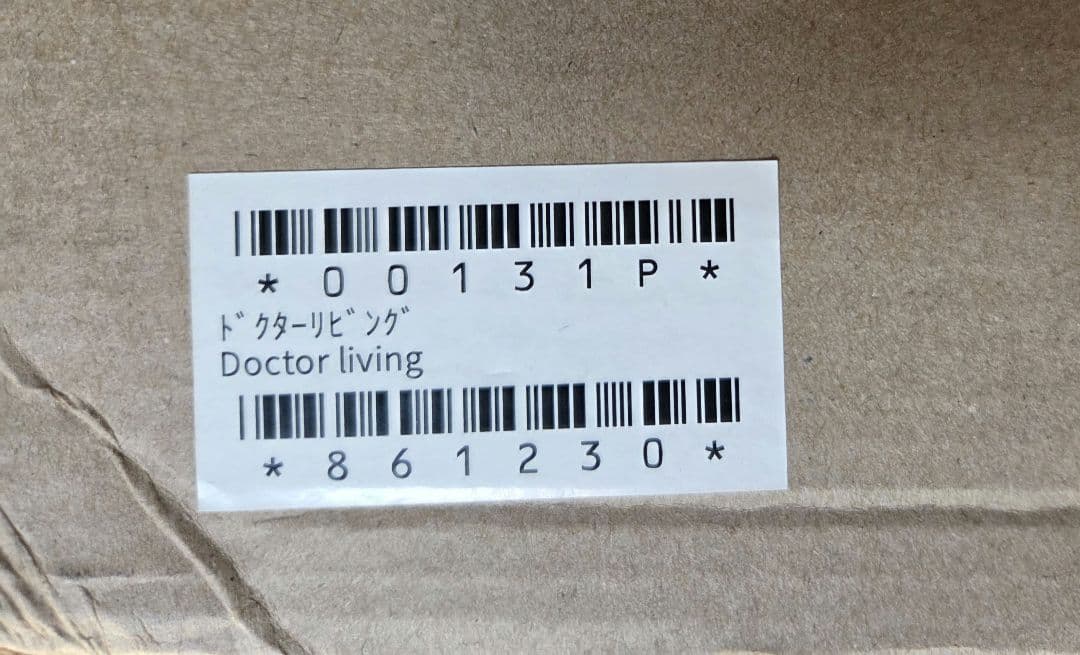 *00131P*
ﾄﾞｸﾀｰﾘﾋﾞﾝｸﾞ
Doctor living
*861230*